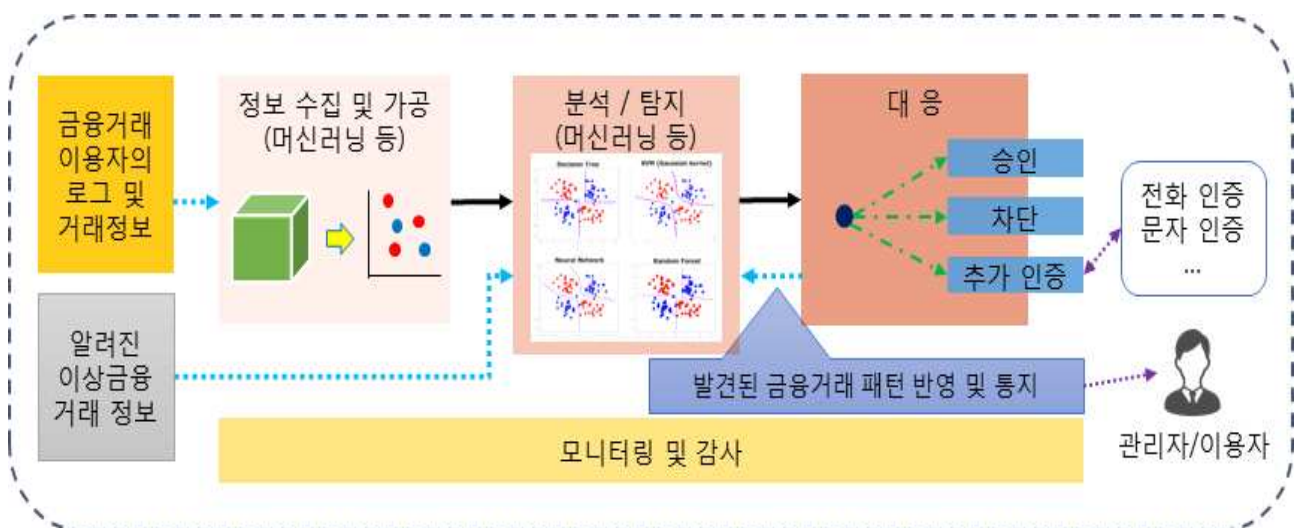 금융거래
이용자의
로그 및
거래정보
정보 수집 및 가공
(머신러닝 등)
분석 / 탐지
(머신러닝 등)
Decision Tree
SVM (Gaussian kernel)
Neural Network
Random Forest
대 응
승인
차단
추가 인증
전화 인증
문자 인증
...
알려진
이상금융
거래 정보
발견된 금융거래 패턴 반영 및 통지
관리자/이용자
모니터링 및 감사